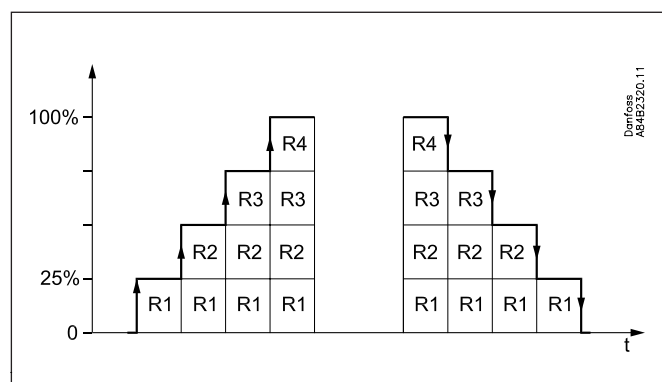 Danfoss
A84B2320.11
100%
R4 R4
R3 R3 R3 R3
R2 R2 R2 R2 R2 R2
25%
R1 R1 R1 R1 R1 R1 R1 R1
0
t